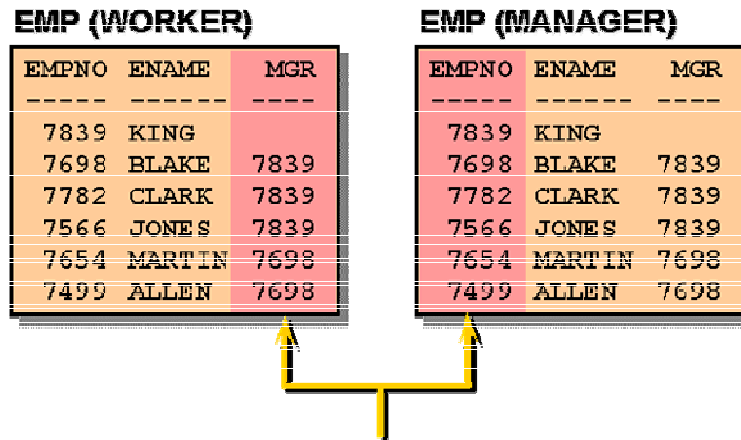 EMP (WORKER)
EMPNO ENAME MGR
----- ------ ----
7839 KING
7698 BLAKE 7839
7782 CLARK 7839
7566 JONES 7839
7654 MARTIN 7698
7499 ALLEN 7698
EMP (MANAGER)
EMPNO ENAME MGR
----- ------ ----
7839 KING
7698 BLAKE 7839
7782 CLARK 7839
7566 JONES 7839
7654 MARTIN 7698
7499 ALLEN 7698